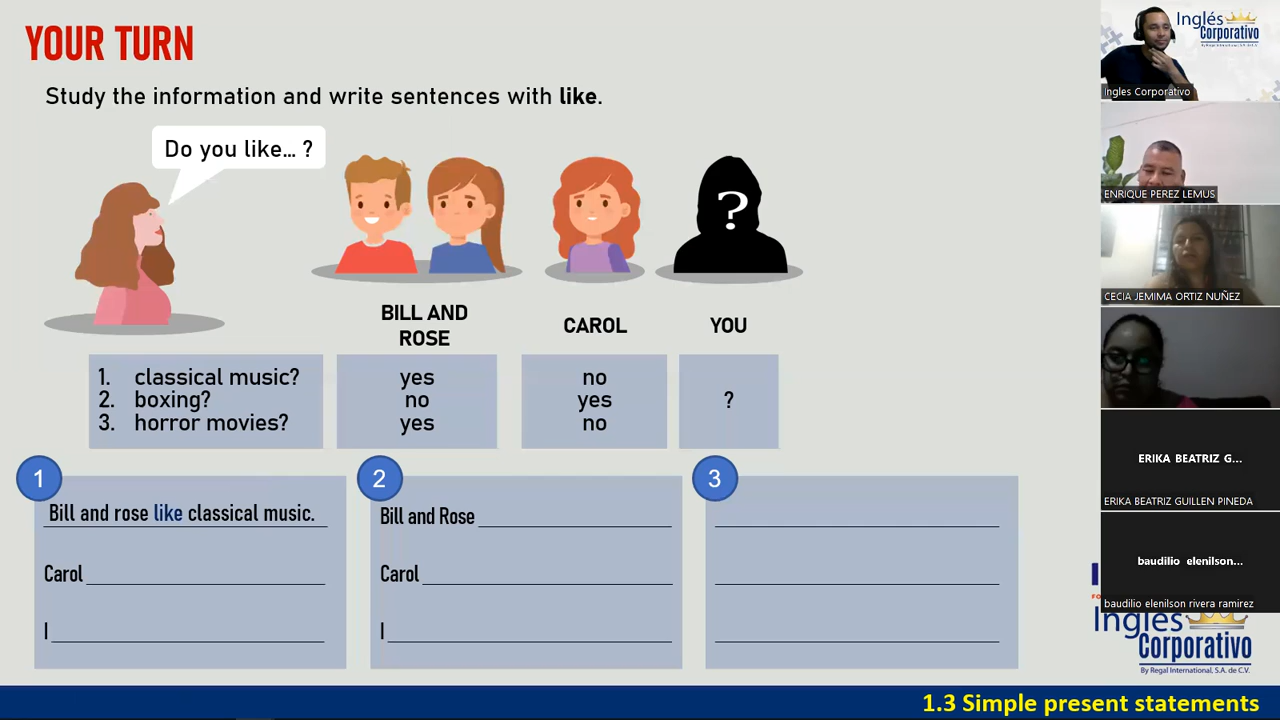 YOUR TURN
Study the information and write sentences with like.
Do you like... ?
?
BILL AND
ROSE
CAROL
YOU
1. classical music?
2. boxing?
3. horror movies?
yes
no
yes
no
yes
no
?
1
Bill and rose like classical music.
Carol
I
2
Bill and Rose
Carol
I
3
Inglés
Corporativo
By Regal International, S.A. de C.V.
1.3 Simple present statements
Inglés
Corporativo
By Regal International, S.A. de C.V.
Ingles Corporativo
ENRIQUE PEREZ LEMUS
CECIA JEMIMA ORTIZ NUÑEZ
ERIKA BEATRIZ G...
ERIKA BEATRIZ GUILLEN PINEDA
baudilio elenilson...
baudilio elenilson rivera ramirez